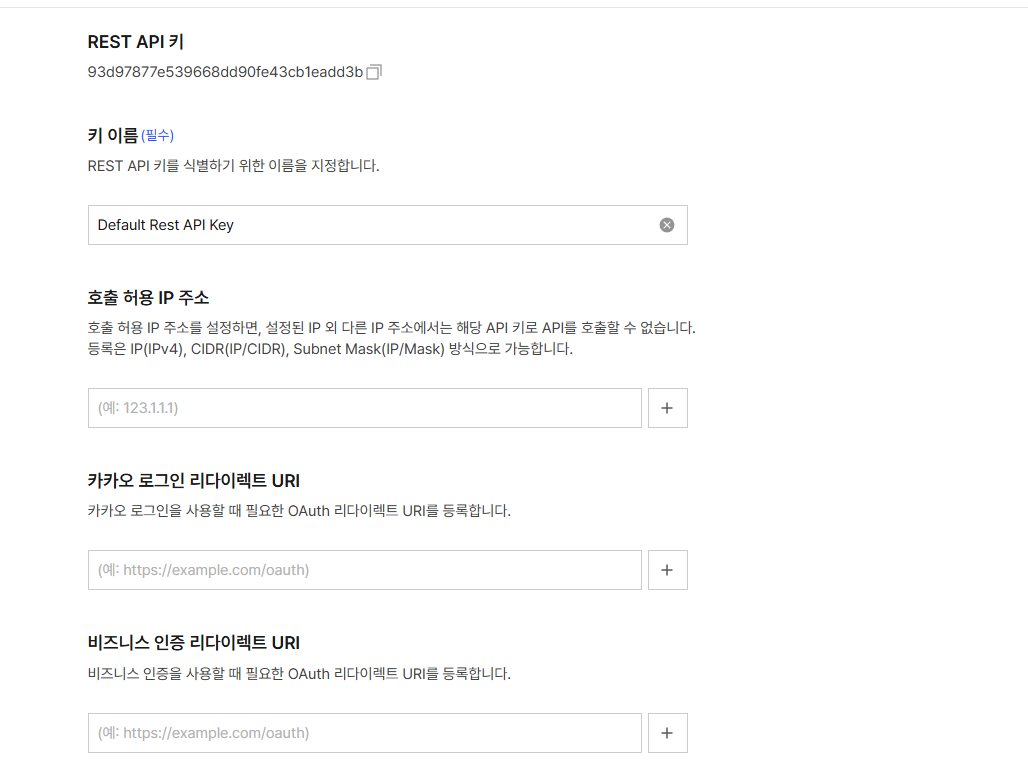 REST API 키
93d97877e539668dd90fe43cb1eadd3b
키 이름 (필수)
REST API 키를 식별하기 위한 이름을 지정합니다.
Default Rest API Key
호출 허용 IP 주소
호출 허용 IP 주소를 설정하면, 설정된 IP 외 다른 IP 주소에서는 해당 API 키로 API를 호출할 수 없습니다.
등록은 IP(IPv4), CIDR(IP/CIDR), Subnet Mask(IP/Mask) 방식으로 가능합니다.
(예: 123.1.1.1)
카카오 로그인 리다이렉트 URI
카카오 로그인을 사용할 때 필요한 OAuth 리다이렉트 URI를 등록합니다.
(예: https://example.com/oauth)
비즈니스 인증 리다이렉트 URI
비즈니스 인증을 사용할 때 필요한 OAuth 리다이렉트 URI를 등록합니다.
(예: https://example.com/oauth)